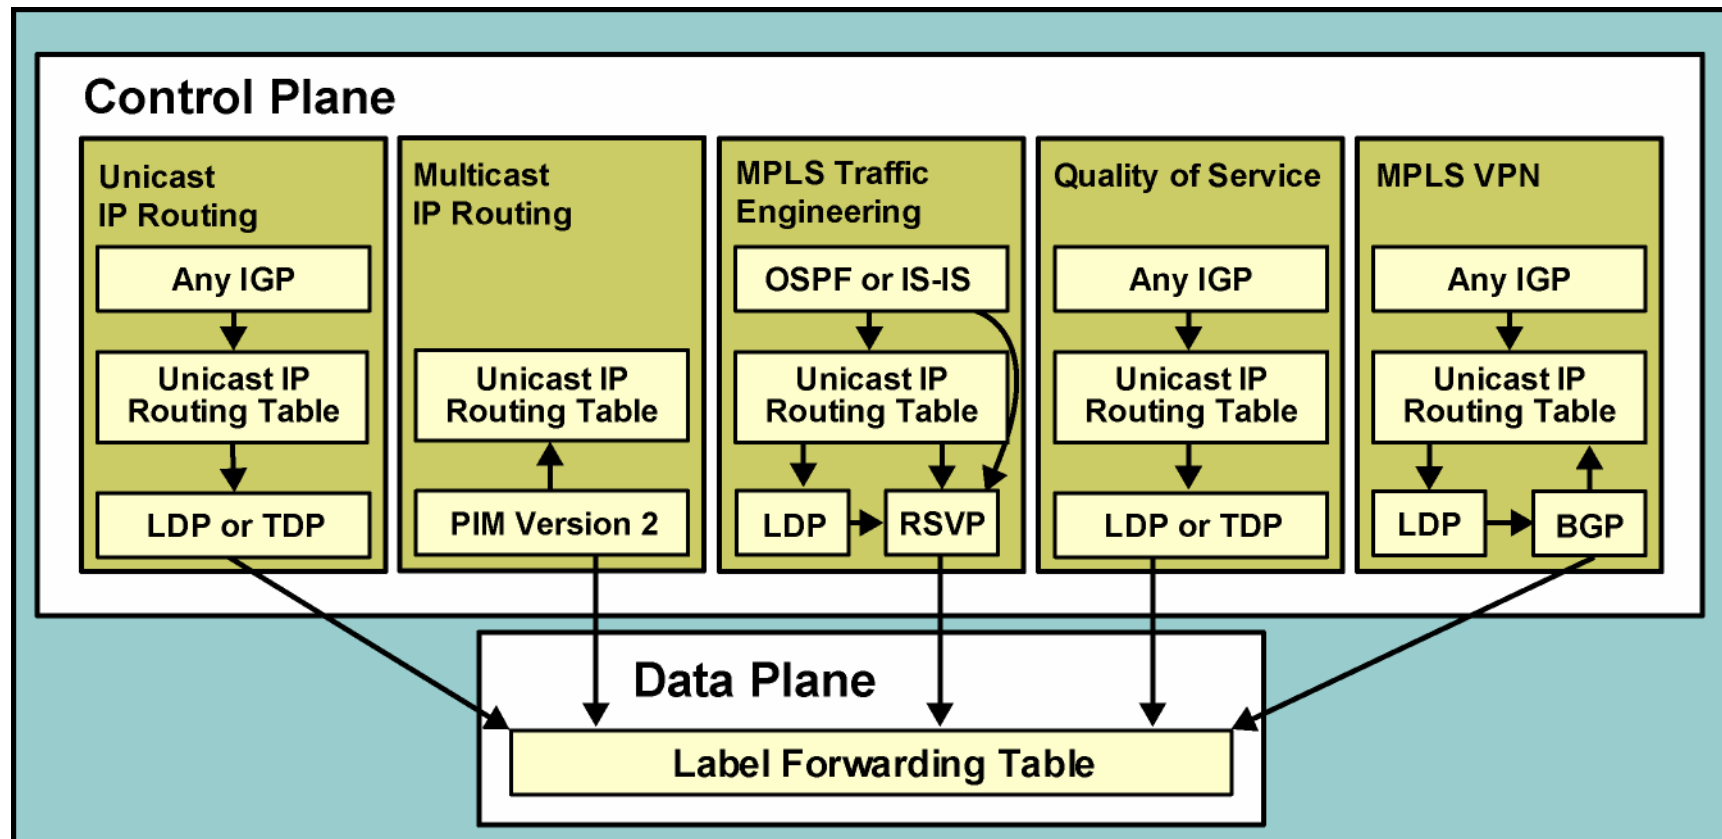 Control Plane
Unicast
IP Routing
Any IGP
Unicast IP
Routing Table
LDP or TDP
Multicast
IP Routing
Unicast IP
Routing Table
PIM Version 2
MPLS Traffic
Engineering
OSPF or IS-IS
Unicast IP
Routing Table
LDP
RSVP
Quality of Service
Any IGP
Unicast IP
Routing Table
LDP or TDP
MPLS VPN
Any IGP
Unicast IP
Routing Table
LDP
BGP
Data Plane
Label Forwarding Table